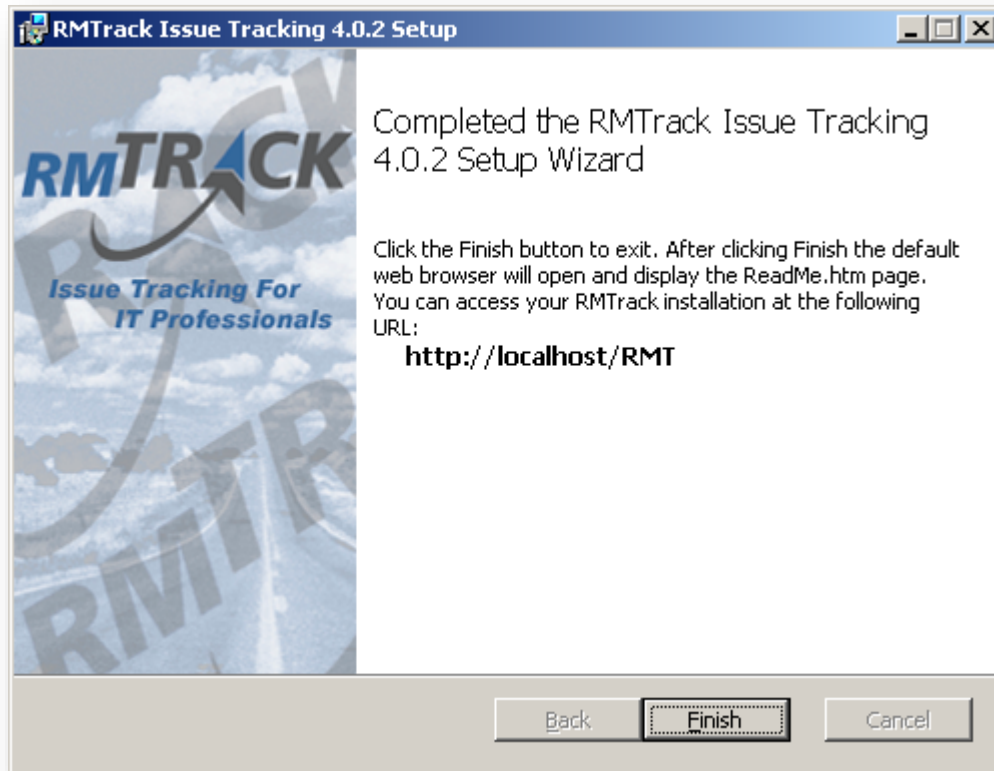 RMTrack Issue Tracking 4.0.2 Setup
RMTRACK
Issue Tracking For
IT Professionals
RACK
RMTR
Completed the RMTrack Issue Tracking
4.0.2 Setup Wizard
Click the Finish button to exit. After clicking Finish the default
web browser will open and display the ReadMe.htm page.
You can access your RMTrack installation at the following
URL:
http://localhost/RMT
Back
Finish
Cancel